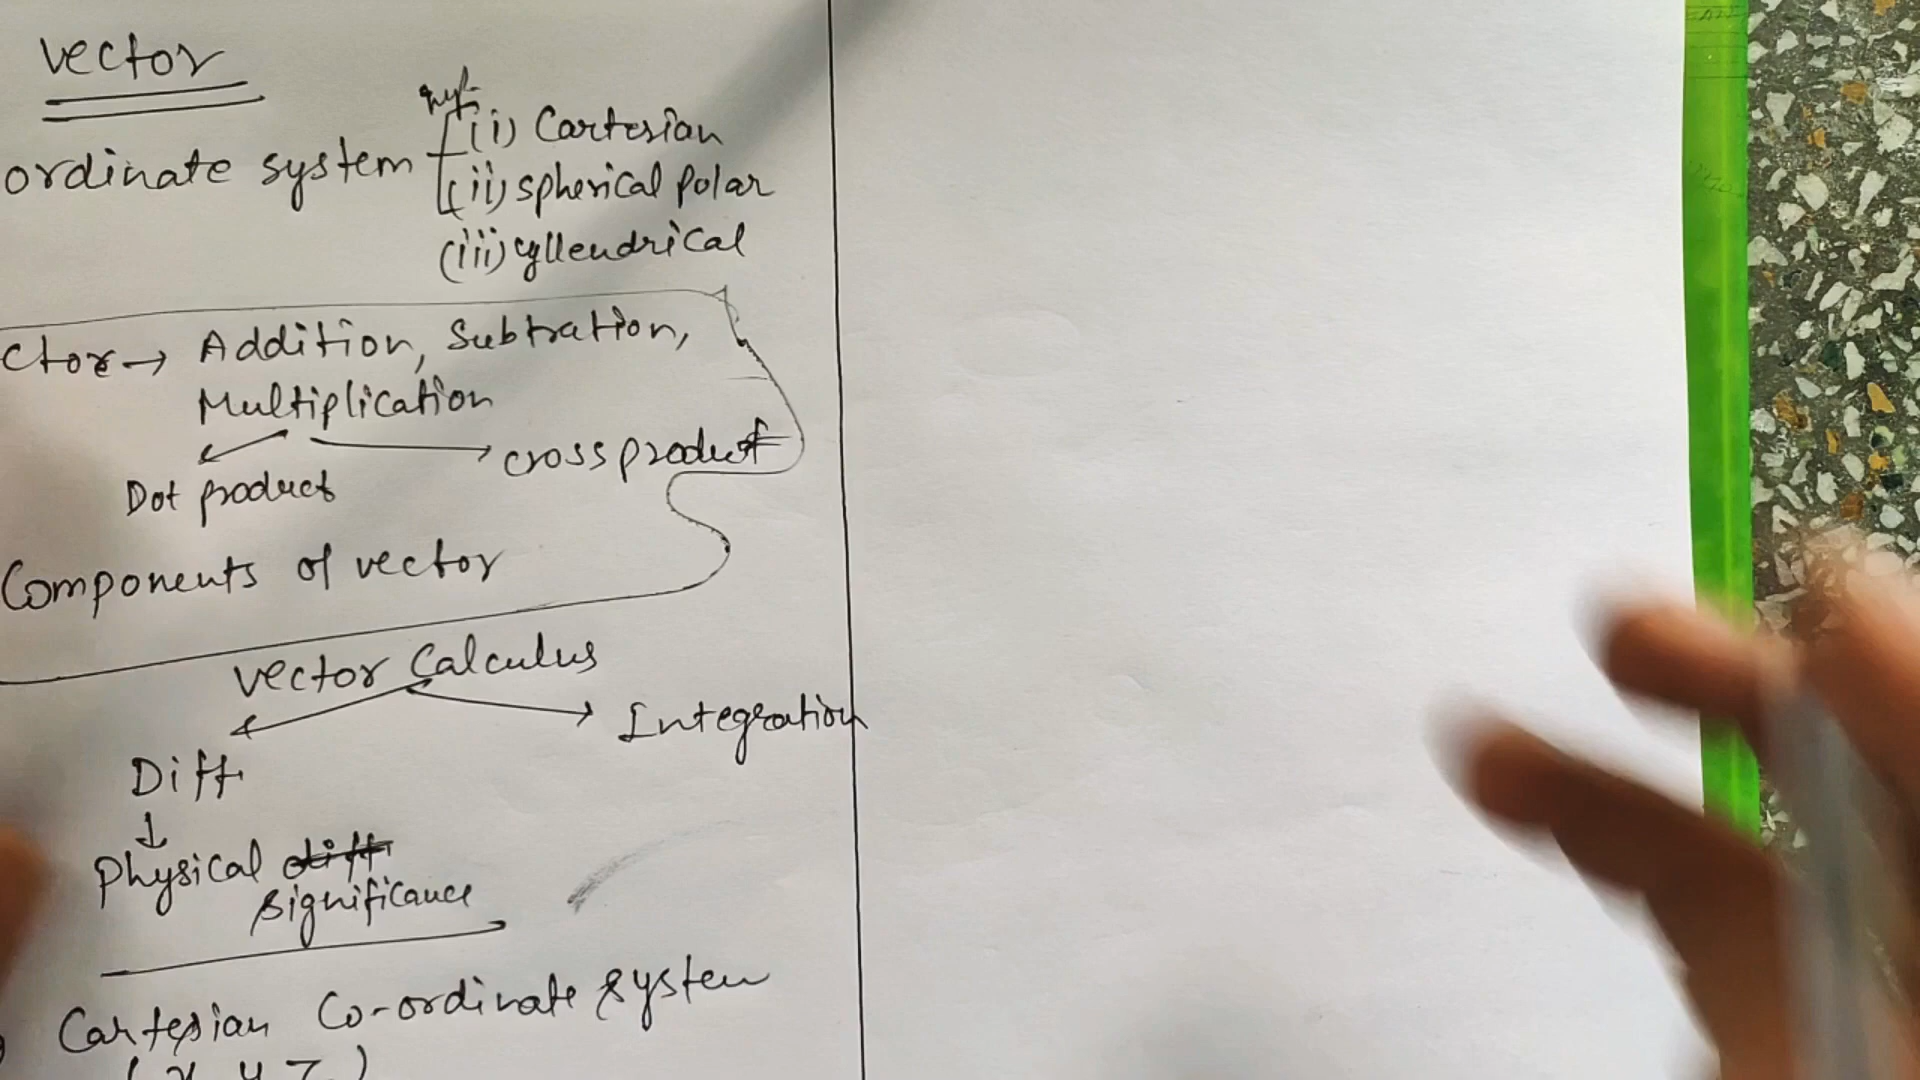 vector
ordinate system
(i) Cartesian
(ii) spherical polar
(iii) cyllendrical
ctor → Addition, Subtration,
Multiplication
Dot product
cross product
Components of vector
vector Calculus
Diff.
Integration
↓
Physical diff.
significance
Cartesian Co-ordinate system
(x y z)